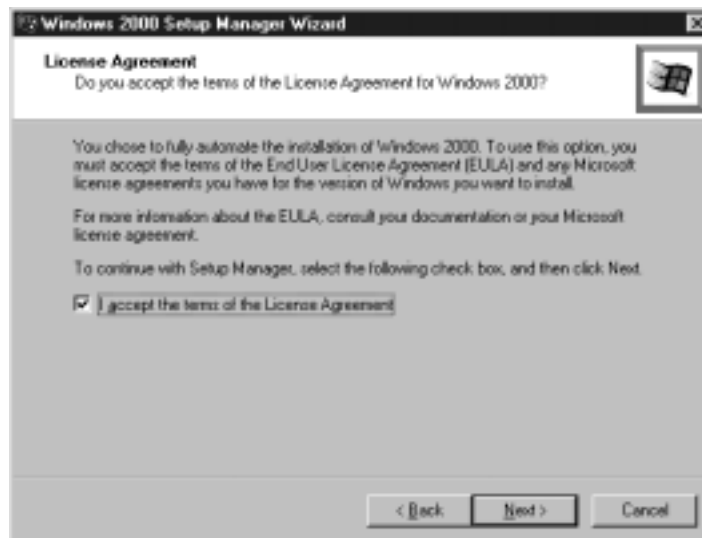 Windows 2000 Setup Manager Wizard
License Agreement
Do you accept the terms of the License Agreement for Windows 2000?
You chose to fully automate the installation of Windows 2000. To use this option, you
must accept the terms of the End User License Agreement (EULA) and any Microsoft
license agreements you have for the version of Windows you want to install.
For more information about the EULA, consult your documentation or your Microsoft
license agreement.
To continue with Setup Manager, select the following check box, and then click Next.
I accept the terms of the License Agreement
< Back Next > Cancel